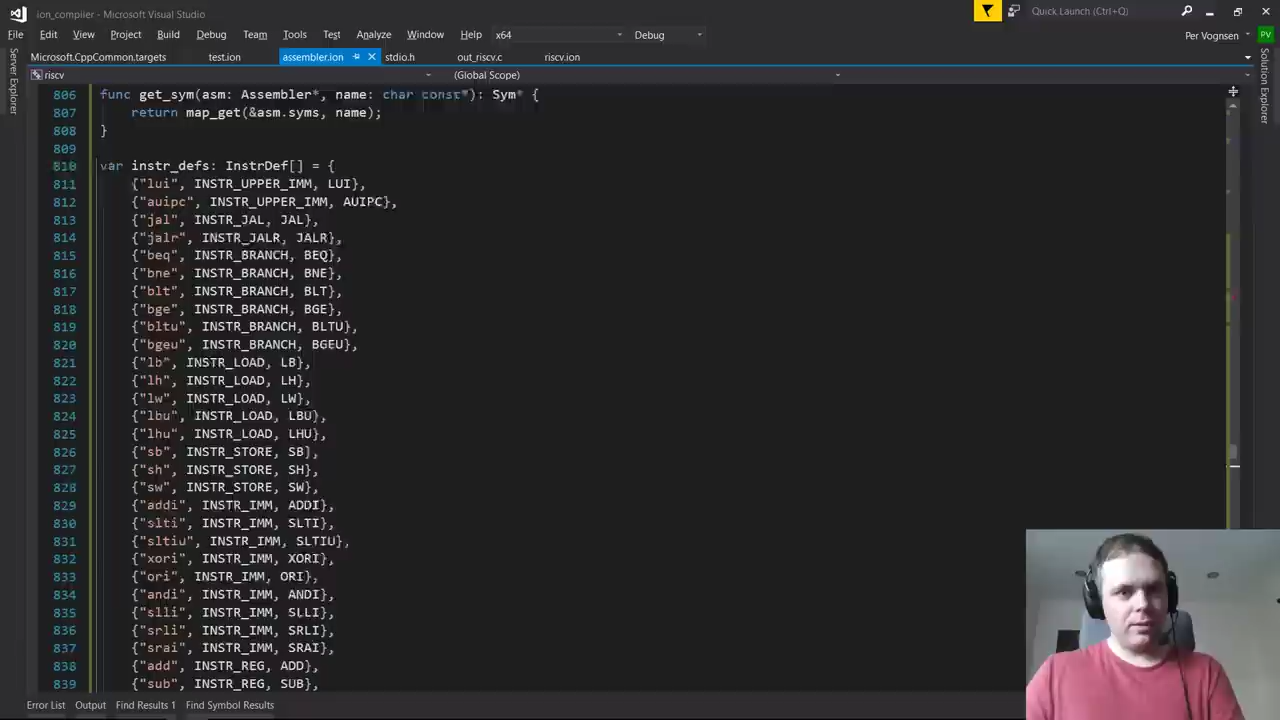 ion_compiler - Microsoft Visual Studio
Quick Launch (Ctrl+Q)
File Edit View Project Build Debug Team Tools Test Analyze Window Help x64 Debug
Per Vognsen PV
Microsoft.CppCommon.targets test.ion assembler.ion stdio.h out_riscv.c riscv.ion
riscv (Global Scope)
Server Explorer
Solution Explorer
806 func get_sym(asm: Assembler*, name: char const*): Sym* {
807 return map_get(&asm.syms, name);
808 }
809
810 var instr_defs: InstrDef[] = {
811 {"lui", INSTR_UPPER_IMM, LUI},
812 {"auipc", INSTR_UPPER_IMM, AUIPC},
813 {"jal", INSTR_JAL, JAL},
814 {"jalr", INSTR_JALR, JALR},
815 {"beq", INSTR_BRANCH, BEQ},
816 {"bne", INSTR_BRANCH, BNE},
817 {"blt", INSTR_BRANCH, BLT},
818 {"bge", INSTR_BRANCH, BGE},
819 {"bltu", INSTR_BRANCH, BLTU},
820 {"bgeu", INSTR_BRANCH, BGEU},
821 {"lb", INSTR_LOAD, LB},
822 {"lh", INSTR_LOAD, LH},
823 {"lw", INSTR_LOAD, LW},
824 {"lbu", INSTR_LOAD, LBU},
825 {"lhu", INSTR_LOAD, LHU},
826 {"sb", INSTR_STORE, SB},
827 {"sh", INSTR_STORE, SH},
828 {"sw", INSTR_STORE, SW},
829 {"addi", INSTR_IMM, ADDI},
830 {"slti", INSTR_IMM, SLTI},
831 {"sltiu", INSTR_IMM, SLTIU},
832 {"xori", INSTR_IMM, XORI},
833 {"ori", INSTR_IMM, ORI},
834 {"andi", INSTR_IMM, ANDI},
835 {"slli", INSTR_IMM, SLLI},
836 {"srli", INSTR_IMM, SRLI},
837 {"srai", INSTR_IMM, SRAI},
838 {"add", INSTR_REG, ADD},
839 {"sub", INSTR_REG, SUB},
Error List Output Find Results 1 Find Symbol Results